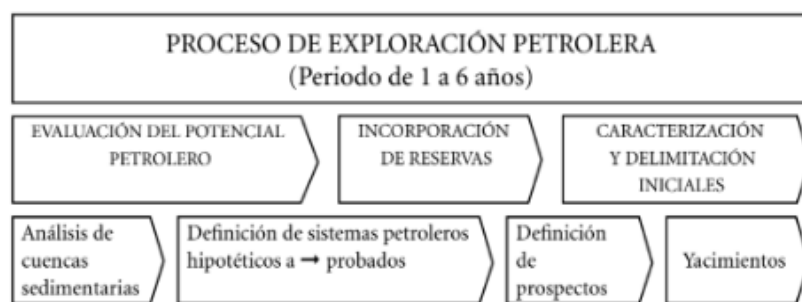 PROCESO DE EXPLORACIÓN PETROLERA
(Periodo de 1 a 6 años)
EVALUACIÓN DEL POTENCIAL
PETROLERO
INCORPORACIÓN
DE RESERVAS
CARACTERIZACIÓN
Y DELIMITACIÓN
INICIALES
Análisis de
cuencas
sedimentarias
Definición de sistemas petroleros
hipotéticos a → probados
Definición
de
prospectos
Yacimientos